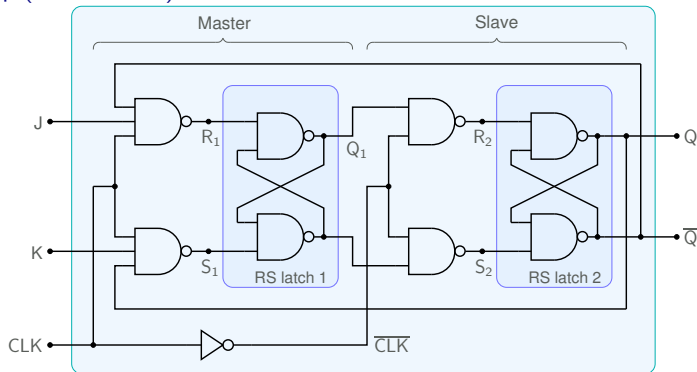 Master
Slave
J
R₁
Q₁
R₂
Q
K
S₁
RS latch 1
S₂
RS latch 2
Q̅
CLK
C̅L̅K̅